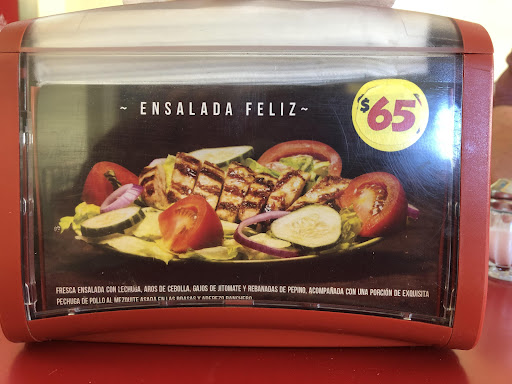 ~ ENSALADA FELIZ ~
$65
FRESCA ENSALADA CON LECHUJA, AROS DE CEBOLLA, GAJOS DE JITOMATE Y REBANADAS DE PEPINO, ACOMPAÑADA CON UNA PORCIÓN DE EXQUISITA
PECHUGA DE POLLO AL MEZQUITE ASADA EN LAS BRASAS Y ADEREZO RANCHERO